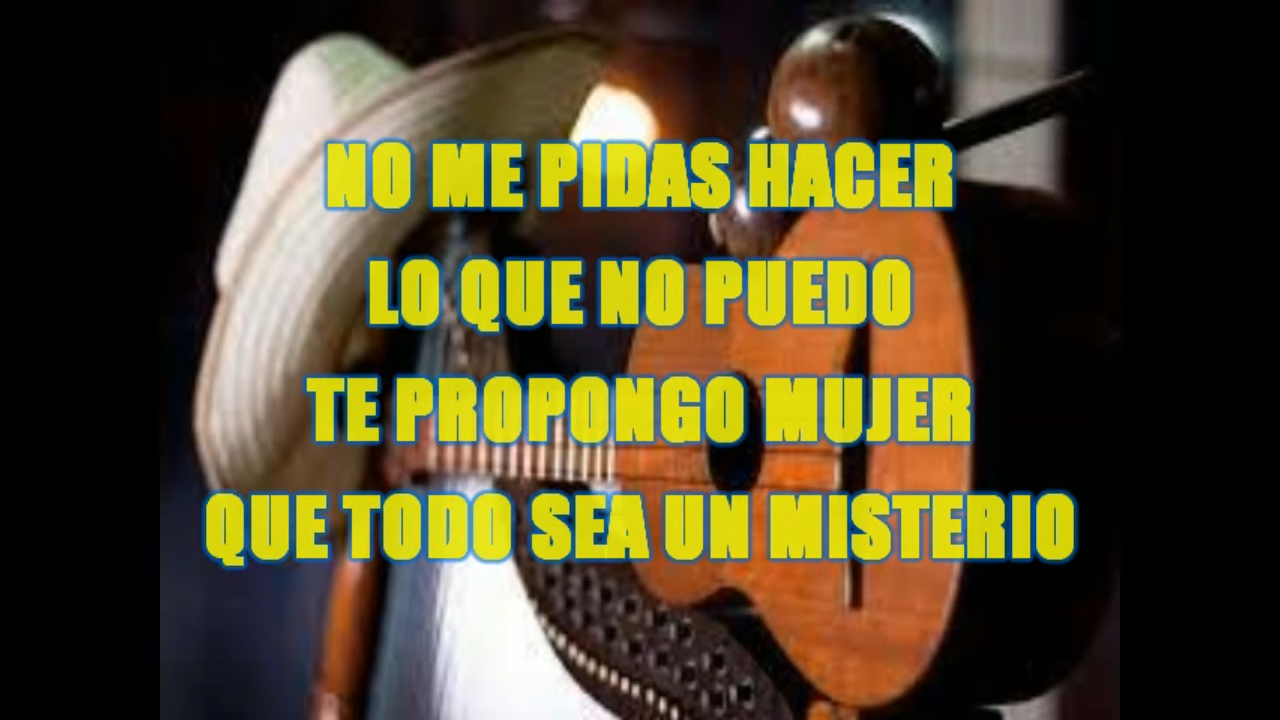 NO ME PIDAS HACER
LO QUE NO PUEDO
TE PROPONGO MUJER
QUE TODO SEA UN MISTERIO